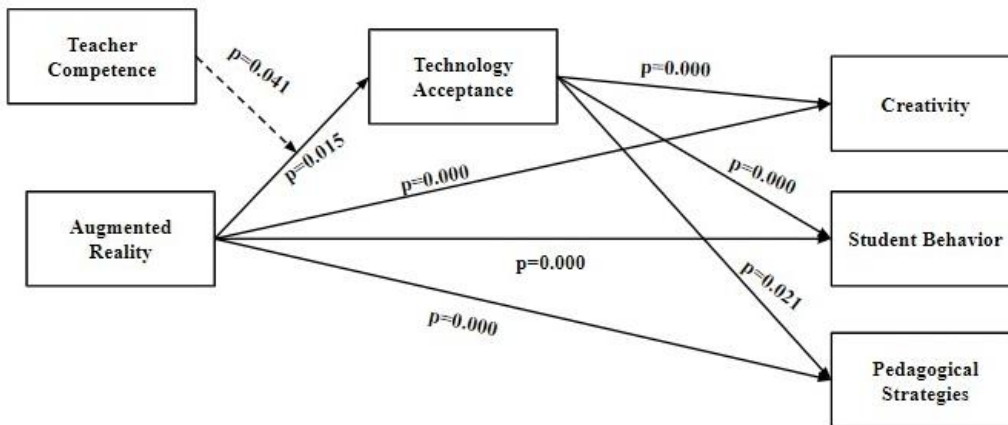 Teacher
Competence
p=0.041
Technology
Acceptance
p=0.000
Creativity
p=0.015
p=0.000
p=0.000
Augmented
Reality
Student Behavior
p=0.000
p=0.021
p=0.000
Pedagogical
Strategies